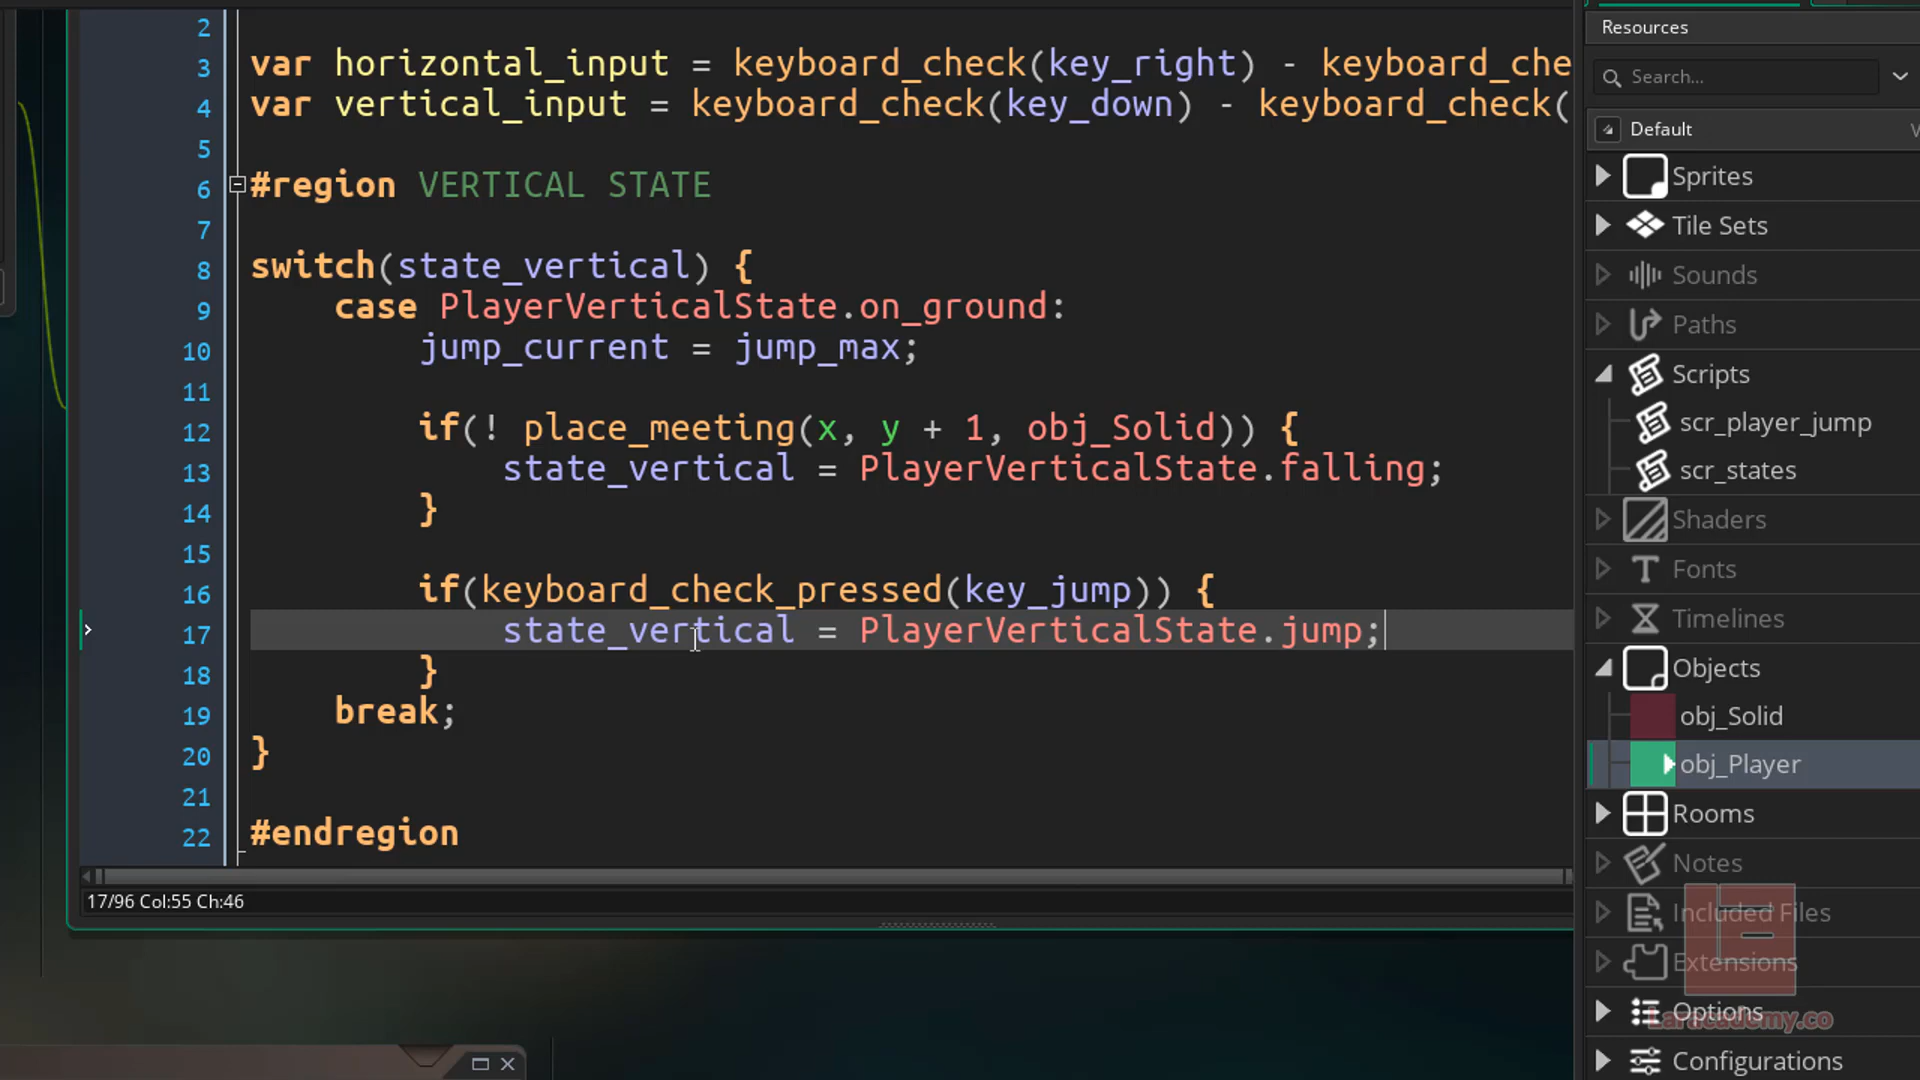 2
3 var horizontal_input = keyboard_check(key_right) - keyboard_che
4 var vertical_input = keyboard_check(key_down) - keyboard_check(
5
6 #region VERTICAL STATE
7
8 switch(state_vertical) {
9 case PlayerVerticalState.on_ground:
10 jump_current = jump_max;
11
12 if(! place_meeting(x, y + 1, obj_Solid)) {
13 state_vertical = PlayerVerticalState.falling;
14 }
15
16 if(keyboard_check_pressed(key_jump)) {
17 state_vertical = PlayerVerticalState.jump;
18 }
19 break;
20 }
21
22 #endregion
17/96 Col:55 Ch:46
Resources
Search...
Default
Sprites
Tile Sets
Sounds
Paths
Scripts
scr_player_jump
scr_states
Shaders
Fonts
Timelines
Objects
obj_Solid
obj_Player
Rooms
Notes
Included Files
Extensions
Options
Laracademy.co
Configurations